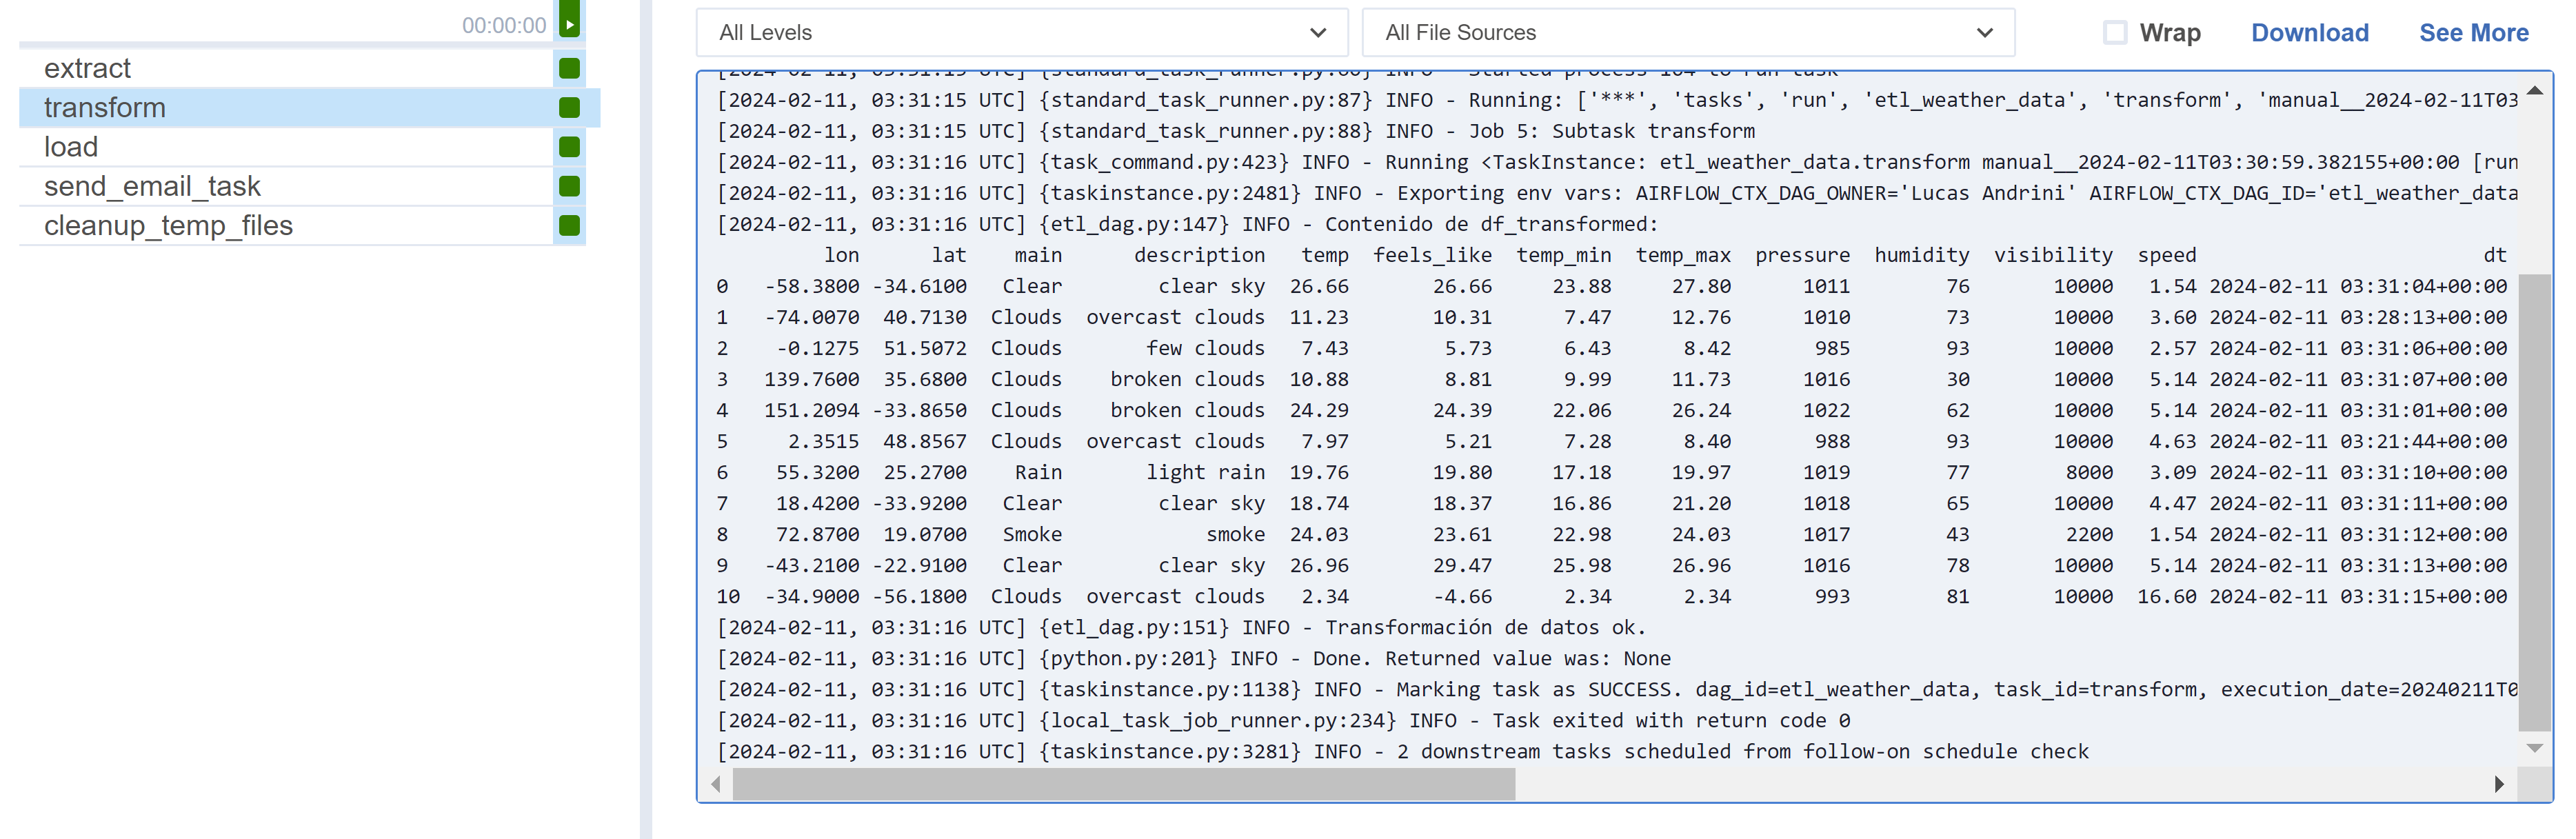 00:00:00
extract
transform
load
send_email_task
cleanup_temp_files
All Levels
All File Sources
Wrap
Download
See More
[2024-02-11, 03:31:15 UTC] {standard_task_runner.py:87} INFO - Running: ['***', 'tasks', 'run', 'etl_weather_data', 'transform', 'manual__2024-02-11T03
[2024-02-11, 03:31:15 UTC] {standard_task_runner.py:88} INFO - Job 5: Subtask transform
[2024-02-11, 03:31:16 UTC] {task_command.py:423} INFO - Running <TaskInstance: etl_weather_data.transform manual__2024-02-11T03:30:59.382155+00:00 [run
[2024-02-11, 03:31:16 UTC] {taskinstance.py:2481} INFO - Exporting env vars: AIRFLOW_CTX_DAG_OWNER='Lucas Andrini' AIRFLOW_CTX_DAG_ID='etl_weather_data
[2024-02-11, 03:31:16 UTC] {etl_dag.py:147} INFO - Contenido de df_transformed:
lon lat main description temp feels_like temp_min temp_max pressure humidity visibility speed dt
0 -58.3800 -34.6100 Clear clear sky 26.66 26.66 23.88 27.80 1011 76 10000 1.54 2024-02-11 03:31:04+00:00
1 -74.0070 40.7130 Clouds overcast clouds 11.23 10.31 7.47 12.76 1010 73 10000 3.60 2024-02-11 03:28:13+00:00
2 -0.1275 51.5072 Clouds few clouds 7.43 5.73 6.43 8.42 985 93 10000 2.57 2024-02-11 03:31:06+00:00
3 139.7600 35.6800 Clouds broken clouds 10.88 8.81 9.99 11.73 1016 30 10000 5.14 2024-02-11 03:31:07+00:00
4 151.2094 -33.8650 Clouds broken clouds 24.29 24.39 22.06 26.24 1022 62 10000 5.14 2024-02-11 03:31:01+00:00
5 2.3515 48.8567 Clouds overcast clouds 7.97 5.21 7.28 8.40 988 93 10000 4.63 2024-02-11 03:21:44+00:00
6 55.3200 25.2700 Rain light rain 19.76 19.80 17.18 19.97 1019 77 8000 3.09 2024-02-11 03:31:10+00:00
7 18.4200 -33.9200 Clear clear sky 18.74 18.37 16.86 21.20 1018 65 10000 4.47 2024-02-11 03:31:11+00:00
8 72.8700 19.0700 Smoke smoke 24.03 23.61 22.98 24.03 1017 43 2200 1.54 2024-02-11 03:31:12+00:00
9 -43.2100 -22.9100 Clear clear sky 26.96 29.47 25.98 26.96 1016 78 10000 5.14 2024-02-11 03:31:13+00:00
10 -34.9000 -56.1800 Clouds overcast clouds 2.34 -4.66 2.34 2.34 993 81 10000 16.60 2024-02-11 03:31:15+00:00
[2024-02-11, 03:31:16 UTC] {etl_dag.py:151} INFO - Transformación de datos ok.
[2024-02-11, 03:31:16 UTC] {python.py:201} INFO - Done. Returned value was: None
[2024-02-11, 03:31:16 UTC] {taskinstance.py:1138} INFO - Marking task as SUCCESS. dag_id=etl_weather_data, task_id=transform, execution_date=20240211T0
[2024-02-11, 03:31:16 UTC] {local_task_job_runner.py:234} INFO - Task exited with return code 0
[2024-02-11, 03:31:16 UTC] {taskinstance.py:3281} INFO - 2 downstream tasks scheduled from follow-on schedule check